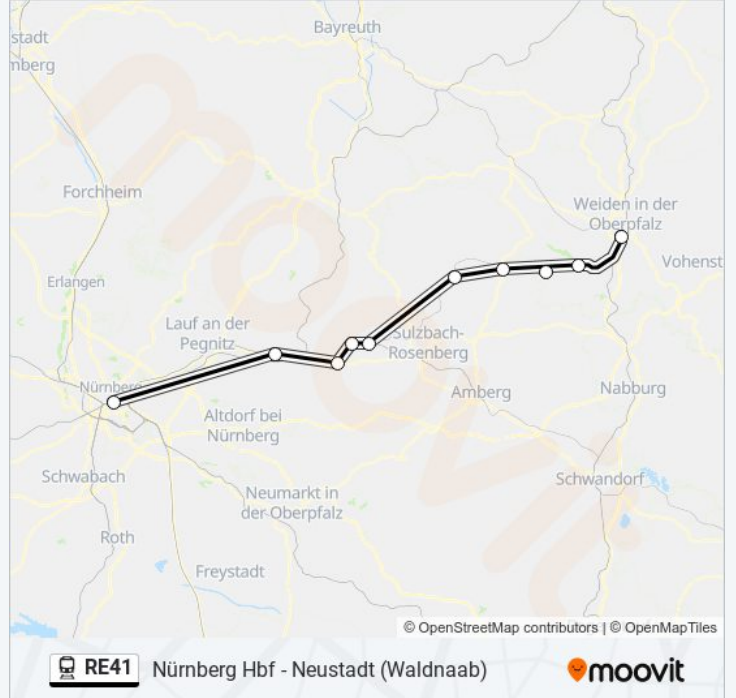 Bayreuth
stadt
mberg
Forchheim
Weiden in der
Oberpfalz
Vohenst
Erlangen
Lauf an der
Pegnitz
Sulzbach-
Rosenberg
Nürnberg
Amberg
Nabburg
Altdorf bei
Nürnberg
Schwabach
Schwandorf
Neumarkt in
der Oberpfalz
Roth
Freystadt
moovit
© OpenStreetMap contributors | © OpenMapTiles
RE41 Nürnberg Hbf - Neustadt (Waldnaab)
moovit